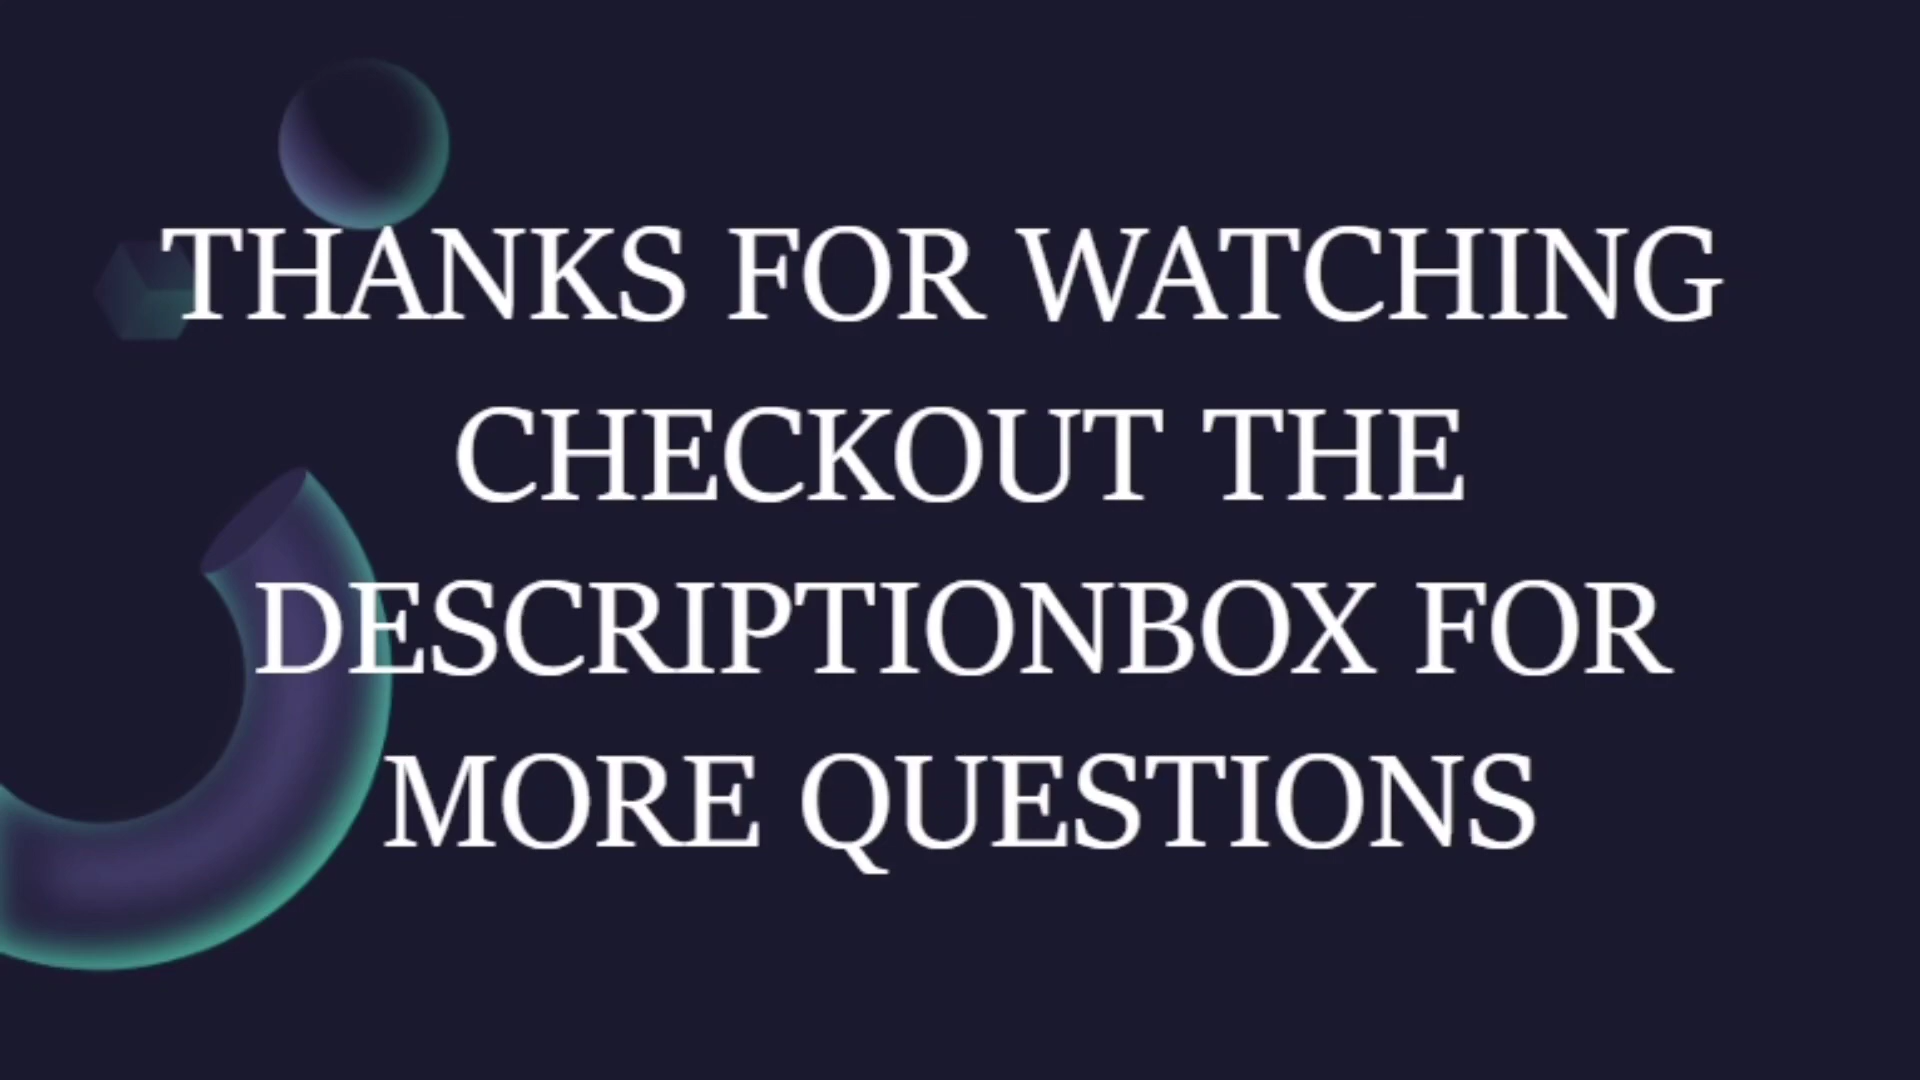 THANKS FOR WATCHING
CHECKOUT THE
DESCRIPTIONBOX FOR
MORE QUESTIONS